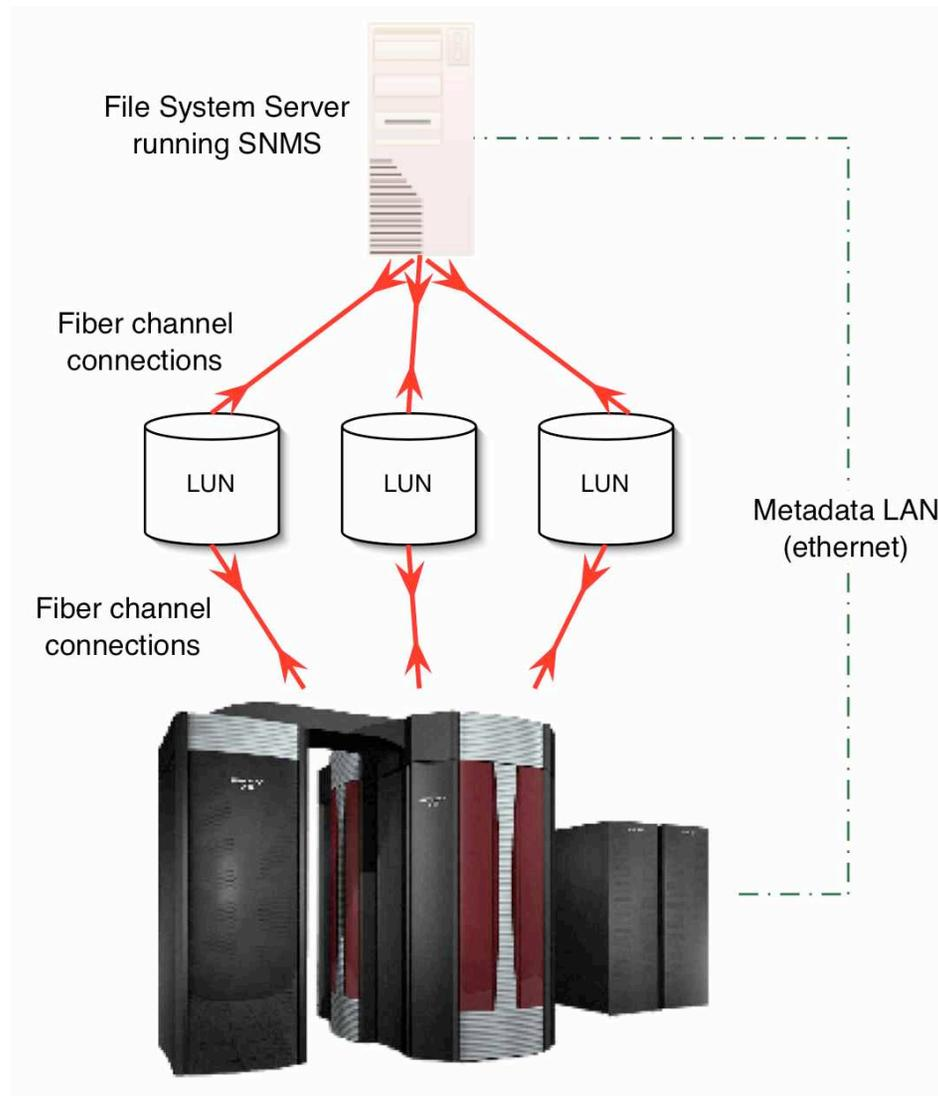 File System Server
running SNMS
Fiber channel
connections
LUN
LUN
LUN
Metadata LAN
(ethernet)
Fiber channel
connections